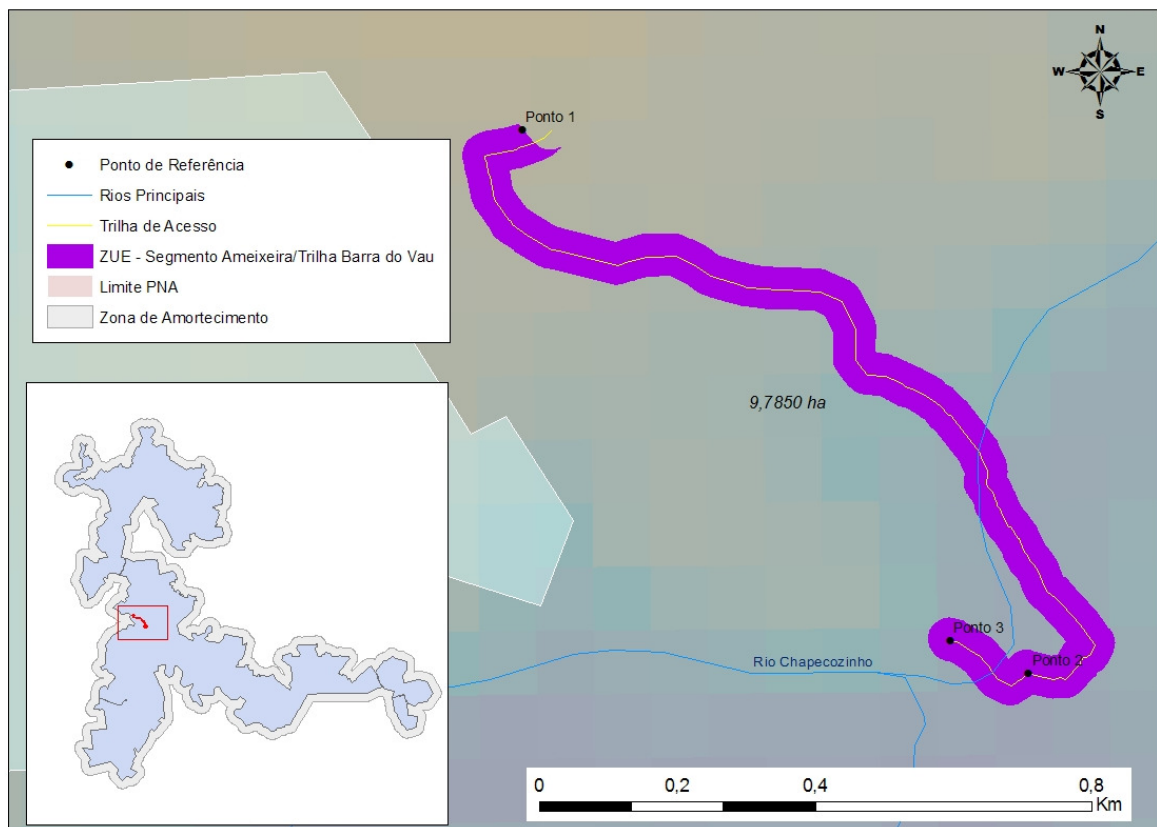 N
W
E
S
Ponto 1
Ponto de Referência
Rios Principais
Trilha de Acesso
ZUE - Segmento Ameixeira/Trilha Barra do Vau
Limite PNA
Zona de Amortecimento
9,7850 ha
Ponto 3
Rio Chapecozinho
Ponto 2
0
0,2
0,4
0,8
Km